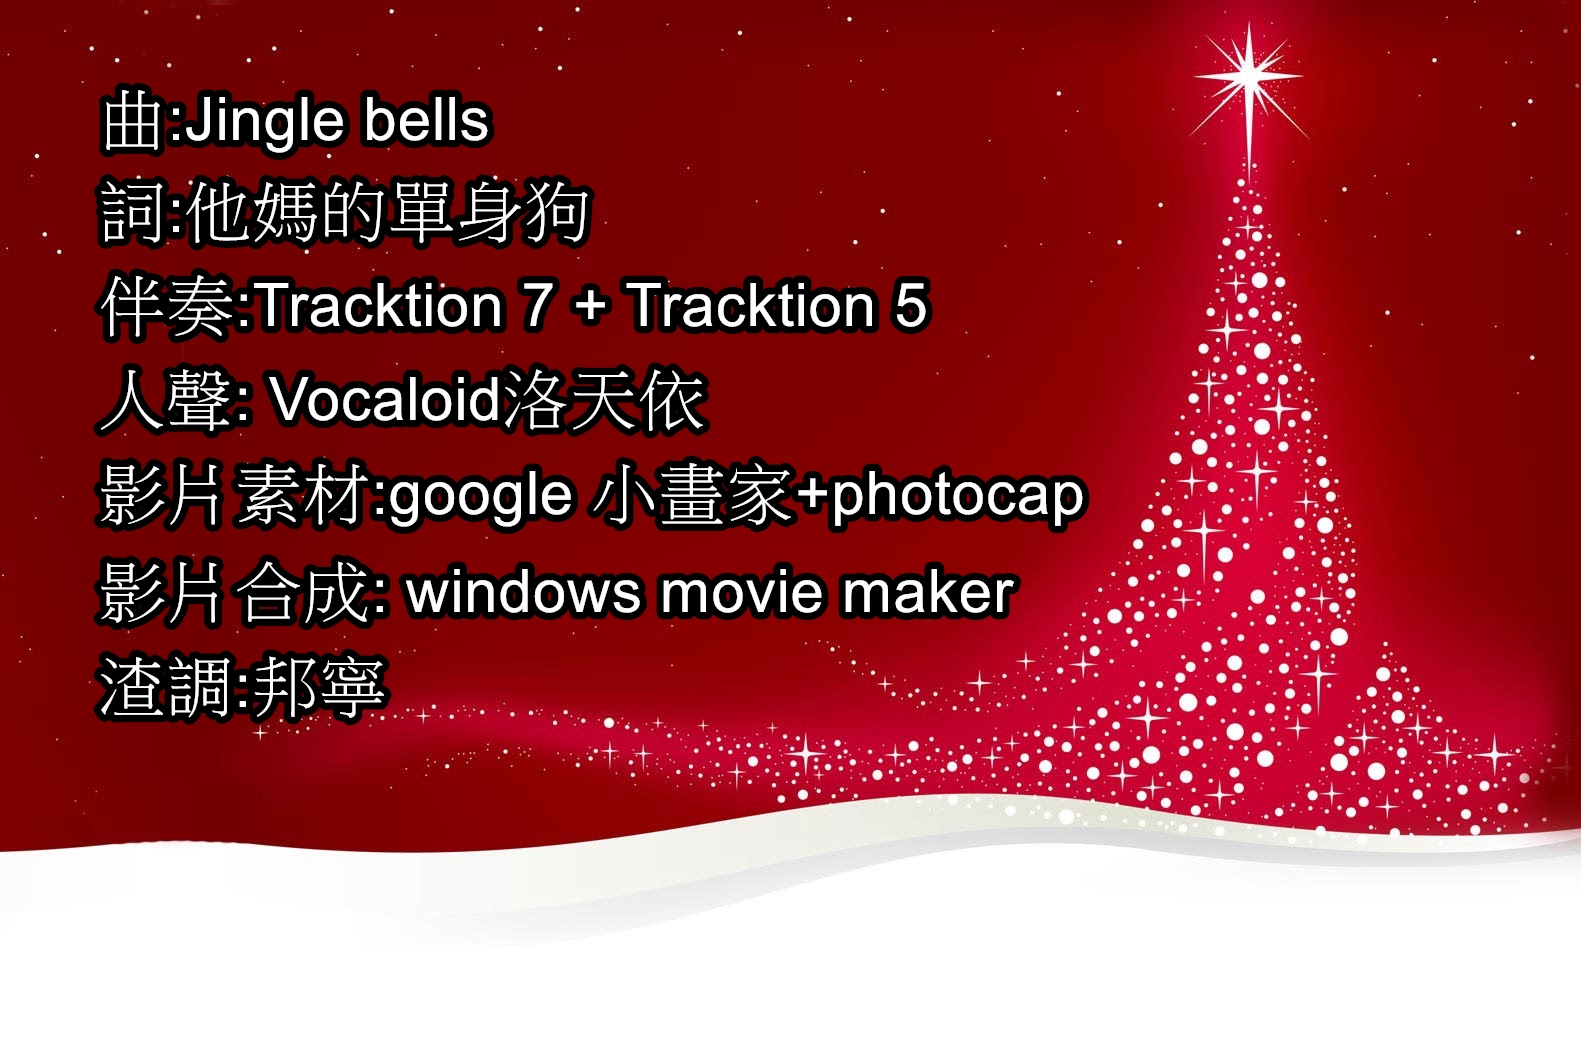 曲:Jingle bells
詞:他媽的單身狗
伴奏:Tracktion 7 + Tracktion 5
人聲: Vocaloid洛天依
影片素材:google 小畫家+photocap
影片合成: windows movie maker
渣調:邦寧